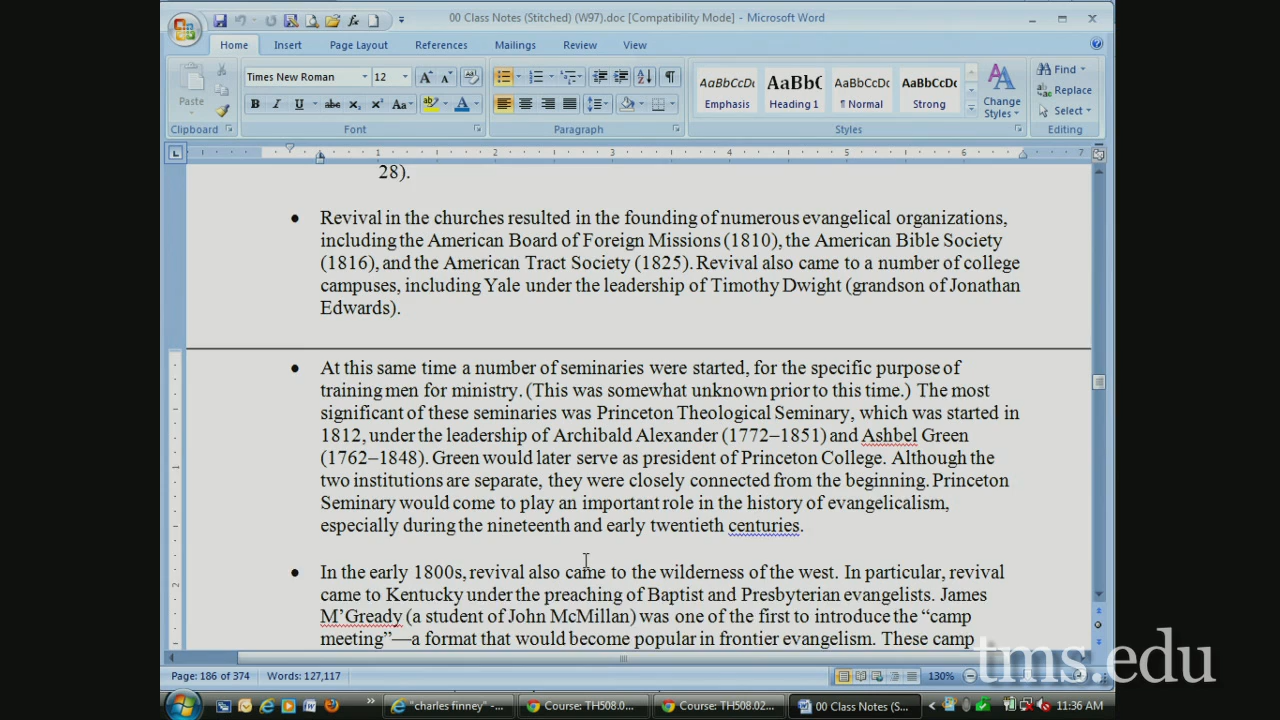 00 Class Notes (Stitched) (W97).doc [Compatibility Mode] - Microsoft Word
Home Insert Page Layout References Mailings Review View
Times New Roman 12
Paste
AaBbCcDc AaBbC AaBbCcDc AaBbCcDc
Emphasis Heading 1 ¶ Normal Strong
Change Styles
Find
Replace
Select
Clipboard Font Paragraph Styles Editing
1 2 3 4 5 6 7
28).
• Revival in the churches resulted in the founding of numerous evangelical organizations,
including the American Board of Foreign Missions (1810), the American Bible Society
(1816), and the American Tract Society (1825). Revival also came to a number of college
campuses, including Yale under the leadership of Timothy Dwight (grandson of Jonathan
Edwards).
• At this same time a number of seminaries were started, for the specific purpose of
training men for ministry. (This was somewhat unknown prior to this time.) The most
significant of these seminaries was Princeton Theological Seminary, which was started in
1812, under the leadership of Archibald Alexander (1772–1851) and Ashbel Green
(1762–1848). Green would later serve as president of Princeton College. Although the
two institutions are separate, they were closely connected from the beginning. Princeton
Seminary would come to play an important role in the history of evangelicalism,
especially during the nineteenth and early twentieth centuries.
• In the early 1800s, revival also came to the wilderness of the west. In particular, revival
came to Kentucky under the preaching of Baptist and Presbyterian evangelists. James
M’Gready (a student of John McMillan) was one of the first to introduce the “camp
meeting”—a format that would become popular in frontier evangelism. These camp
tms.edu
Page: 186 of 374 Words: 127,117 130%
"charles finney" -... Course: TH508.0... Course: TH508.02... 00 Class Notes (S... 11:36 AM